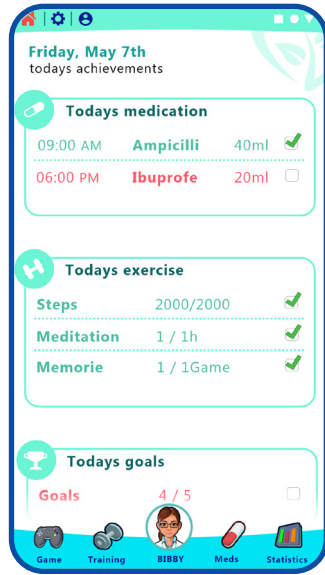 Friday, May 7th
todays achievements
Todays medication
09:00 AM Ampicilli 40ml
06:00 PM Ibuprofe 20ml
Todays exercise
Steps 2000/2000
Meditation 1 / 1h
Memorie 1 / 1Game
Todays goals
Goals 4 / 5
Game Training BIBBY Meds Statistics